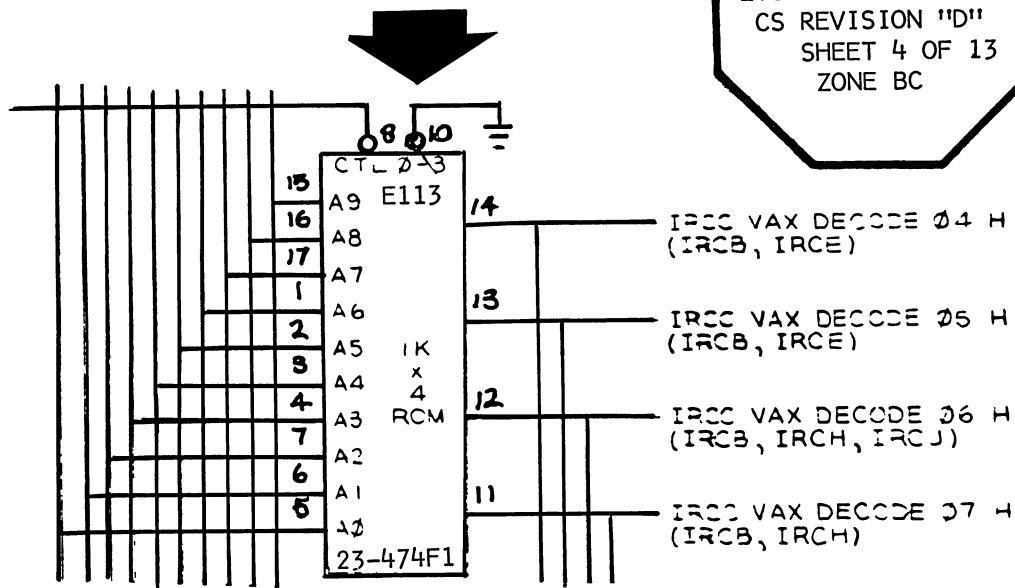 CS REVISION "D"
SHEET 4 OF 13
ZONE BC
8 10
CTL Ø-3
E113
15 A9
16 A8
17 A7
1 A6
2 A5
3 A4
4 A3
7 A2
6 A1
5 AØ
1K
x
4
ROM
23-474F1
14 IRCC VAX DECODE Ø4 H
(IRCB, IRCE)
13 IRCC VAX DECODE Ø5 H
(IRCB, IRCE)
12 IRCC VAX DECODE Ø6 H
(IRCB, IRCH, IRCJ)
11 IRCC VAX DECODE Ø7 H
(IRCB, IRCH)